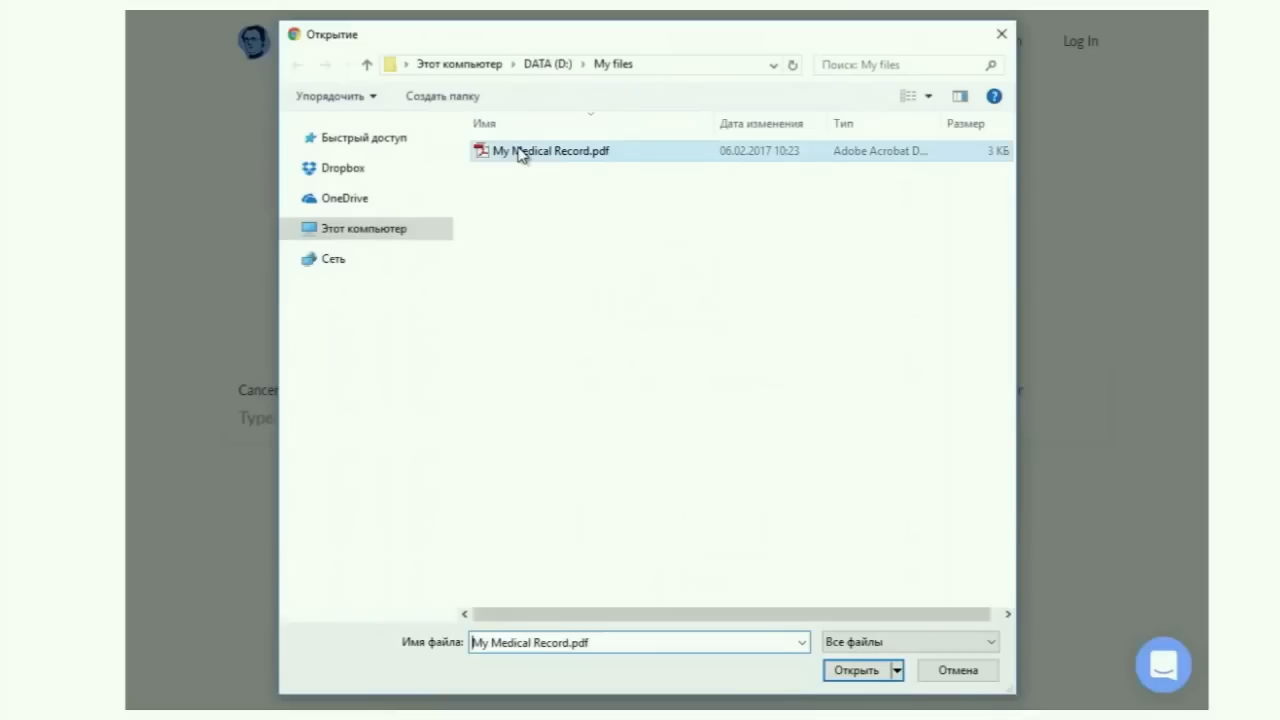 Открытие
Log In
Этот компьютер DATA (D:) My files
Поиск: My files
Упорядочить Создать папку
Имя Дата изменения Тип Размер
Быстрый доступ
Dropbox
OneDrive
Этот компьютер
Сеть
My Medical Record.pdf 06.02.2017 10:23 Adobe Acrobat D... 3 КБ
Cancer
Type
Имя файла: My Medical Record.pdf Все файлы
Открыть Отмена